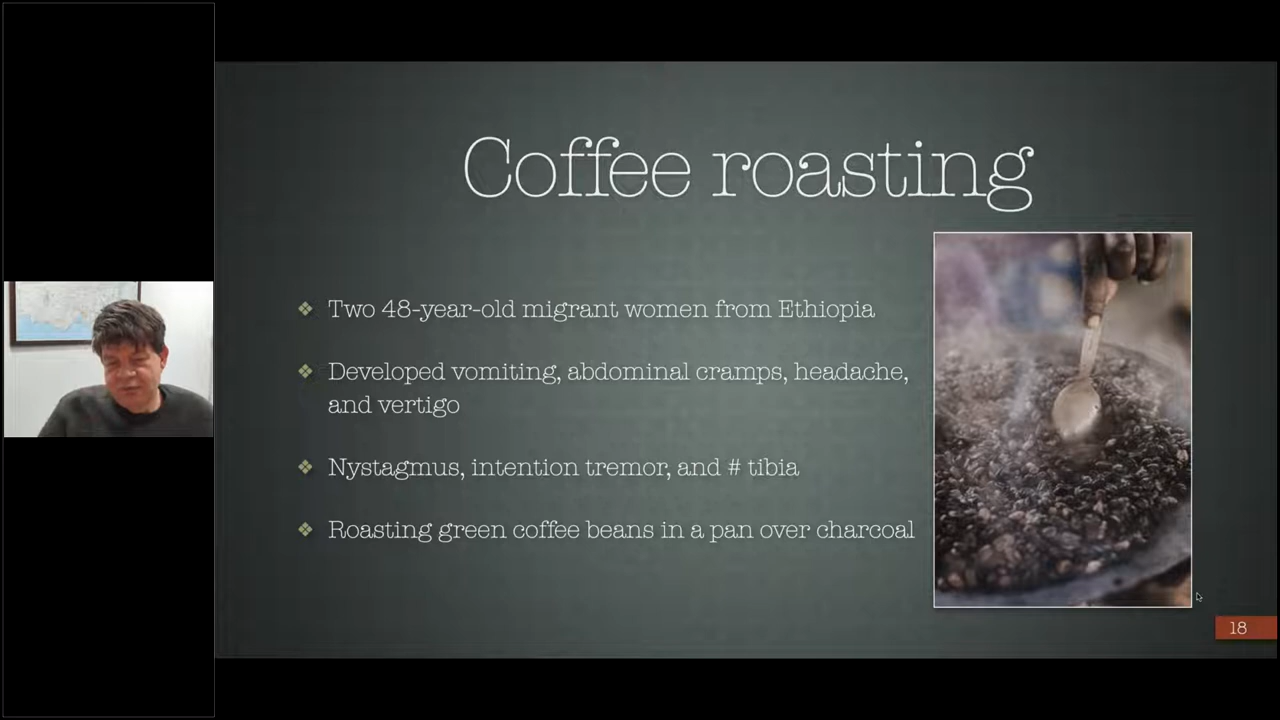 Coffee roasting
❖ Two 48-year-old migrant women from Ethiopia
❖ Developed vomiting, abdominal cramps, headache,
and vertigo
❖ Nystagmus, intention tremor, and # tibia
❖ Roasting green coffee beans in a pan over charcoal
18